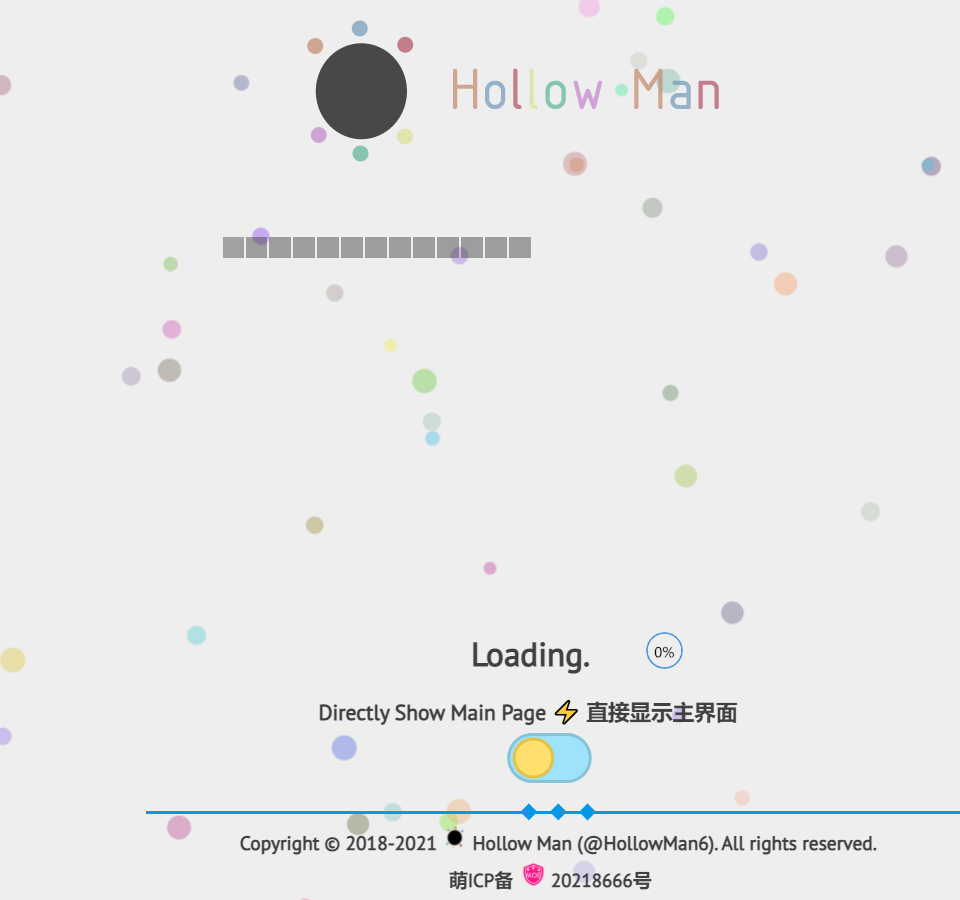 Hollow Man
Loading.
0%
Directly Show Main Page ⚡ 直接显示主界面
Copyright © 2018-2021 Hollow Man (@HollowMan6). All rights reserved.
萌ICP备 20218666号